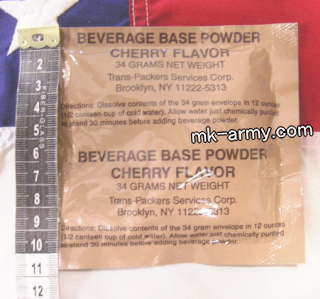 2
3
4
5
6
7
8
9
10
11
12
BEVERAGE BASE POWDER
CHERRY FLAVOR
34 GRAMS NET WEIGHT
Trans-Packers Services Corp.
Brooklyn, NY 11222-5313
Directions: Dissolve contents of the 34 gram envelope in 12 ounces
(1/2 canteen cup of cold water). Allow water just chemically purified
to stand 30 minutes before adding beverage powder.
mk-army.com
BEVERAGE BASE POWDER
CHERRY FLAVOR
34 GRAMS NET WEIGHT
Trans-Packers Services Corp.
Brooklyn, NY 11222-5313
Directions: Dissolve contents of the 34 gram envelope in 12 ounces
(1/2 canteen cup of cold water). Allow water just chemically purified
to stand 30 minutes before adding beverage powder.